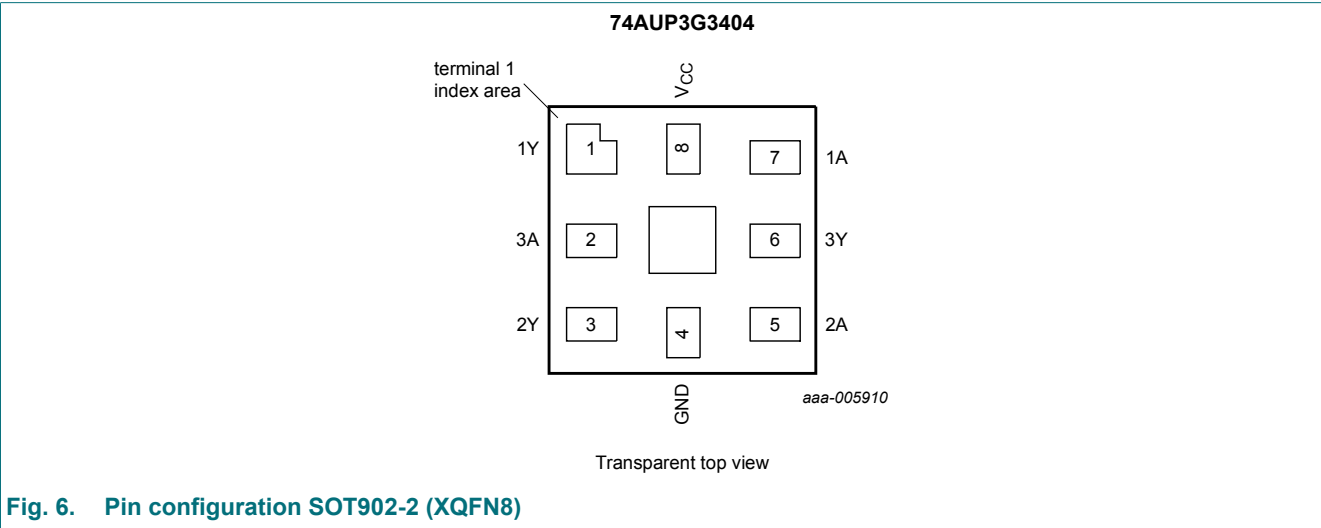 74AUP3G3404
terminal 1
index area
VCC
1Y
1
8
7
1A
3A
2
6
3Y
2Y
3
4
5
2A
GND
aaa-005910
Transparent top view
Fig. 6. Pin configuration SOT902-2 (XQFN8)